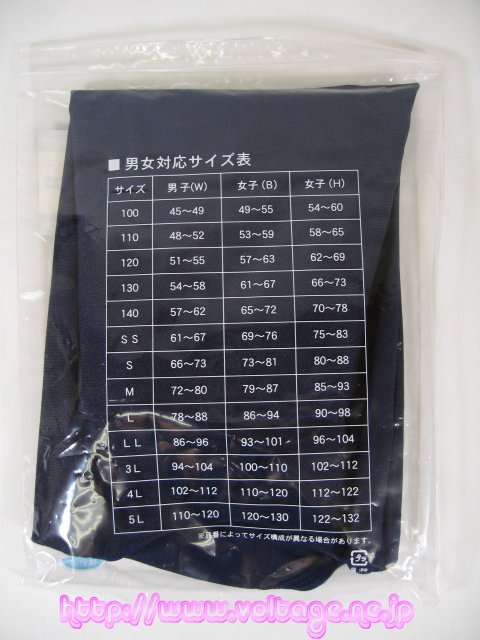 ■ 男女対応サイズ表
サイズ 男子(W) 女子(B) 女子(H)
100 45～49 49～55 54～60
110 48～52 53～59 58～65
120 51～55 57～63 62～69
130 54～58 61～67 66～73
140 57～62 65～72 70～78
SS 61～67 69～76 75～83
S 66～73 73～81 80～88
M 72～80 79～87 85～93
L 78～88 86～94 90～98
LL 86～96 93～101 96～104
3L 94～104 100～110 102～112
4L 102～112 110～120 112～122
5L 110～120 120～130 122～132
※品番によってサイズ構成が異なる場合があります。
プラ
:PP
http://www.voltage.ne.jp